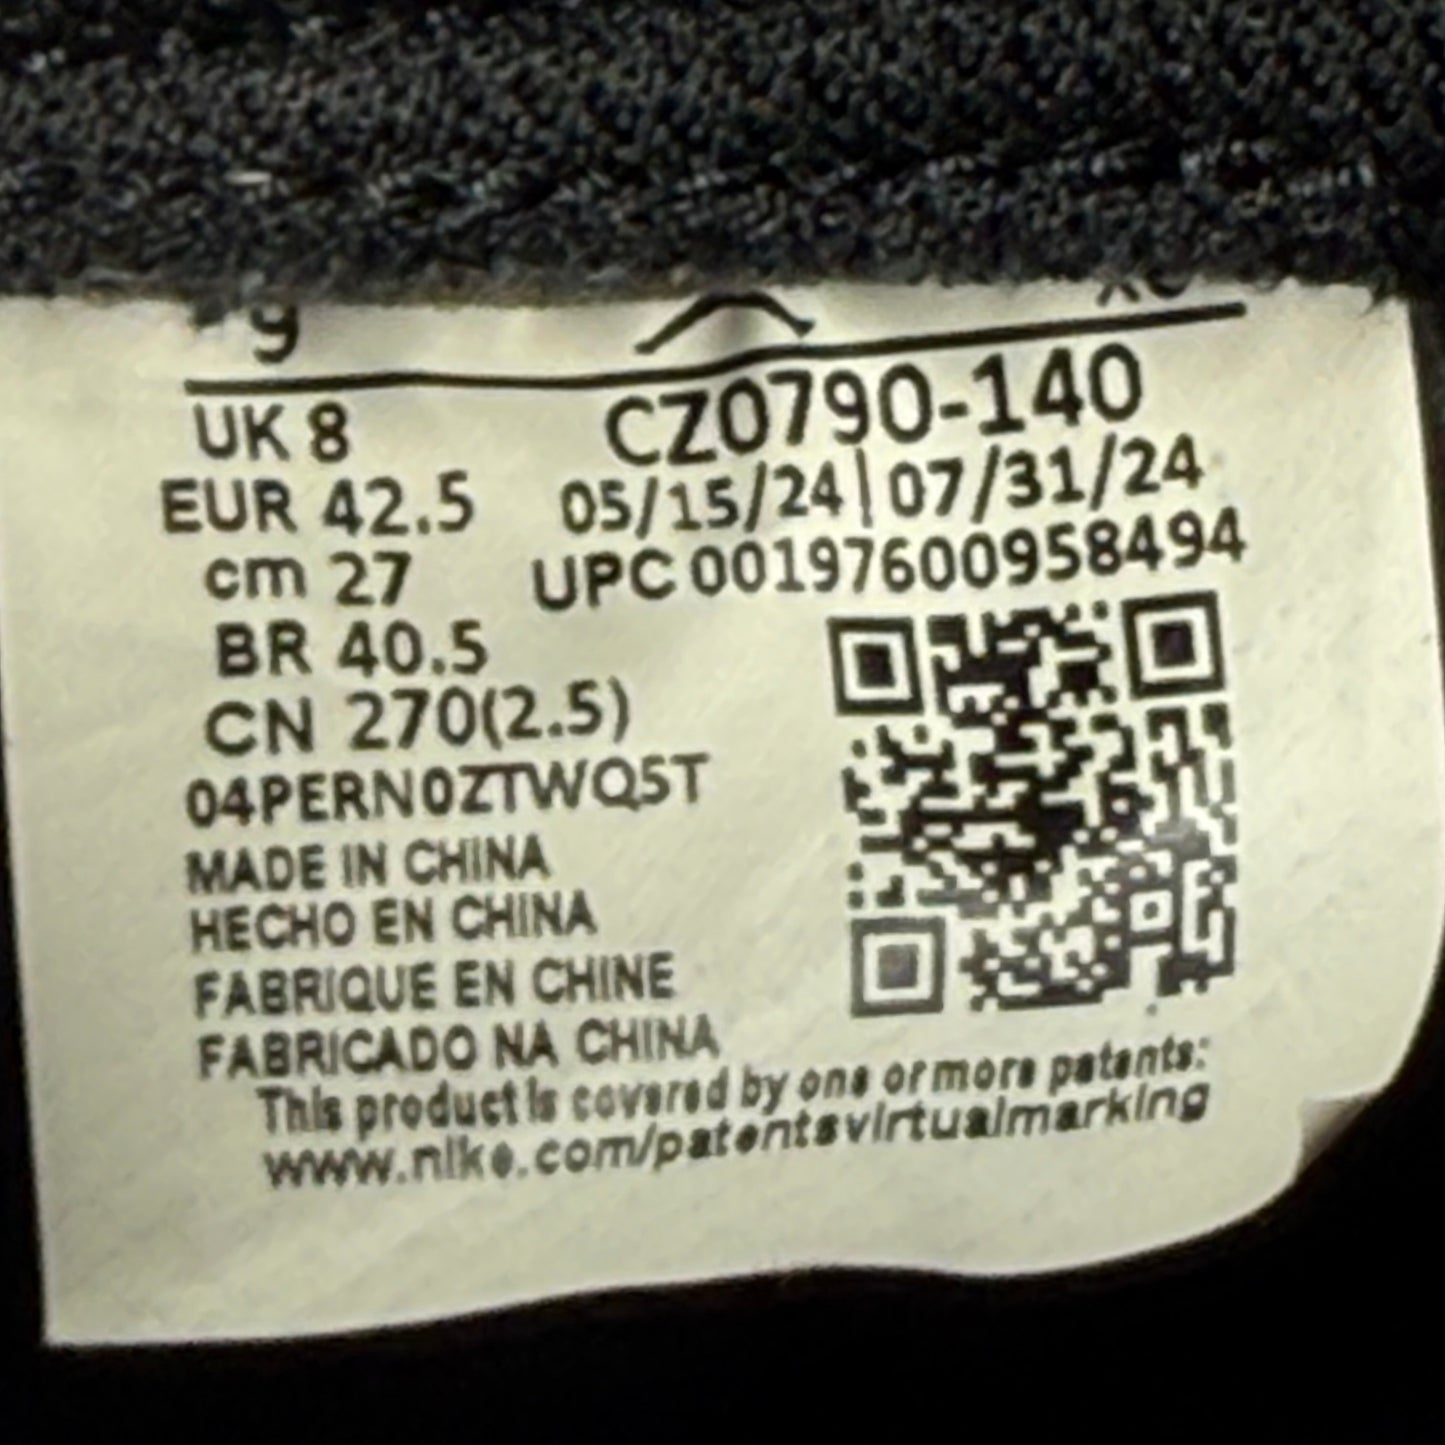 9
UK 8 CZ0790-140
EUR 42.5 05/15/24 | 07/31/24
cm 27 UPC 00197600958494
BR 40.5
CN 270(2.5)
04PERN0ZTWQ5T
MADE IN CHINA
HECHO EN CHINA
FABRIQUE EN CHINE
FABRICADO NA CHINA
This product is covered by one or more patents:
www.nike.com/patentsvirtualmarking